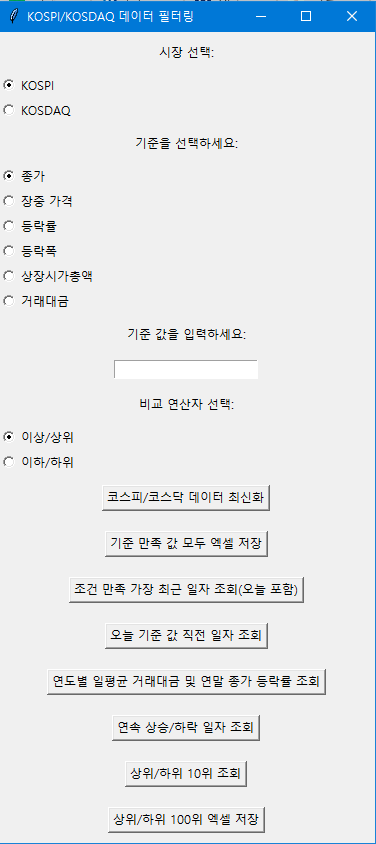 KOSPI/KOSDAQ 데이터 필터링
시장 선택:
KOSPI
KOSDAQ
기준을 선택하세요:
종가
장중 가격
등락률
등락폭
상장시가총액
거래대금
기준 값을 입력하세요:
비교 연산자 선택:
이상/상위
이하/하위
코스피/코스닥 데이터 최신화
기준 만족 값 모두 엑셀 저장
조건 만족 가장 최근 일자 조회(오늘 포함)
오늘 기준 값 직전 일자 조회
연도별 일평균 거래대금 및 연말 종가 등락률 조회
연속 상승/하락 일자 조회
상위/하위 10위 조회
상위/하위 100위 엑셀 저장